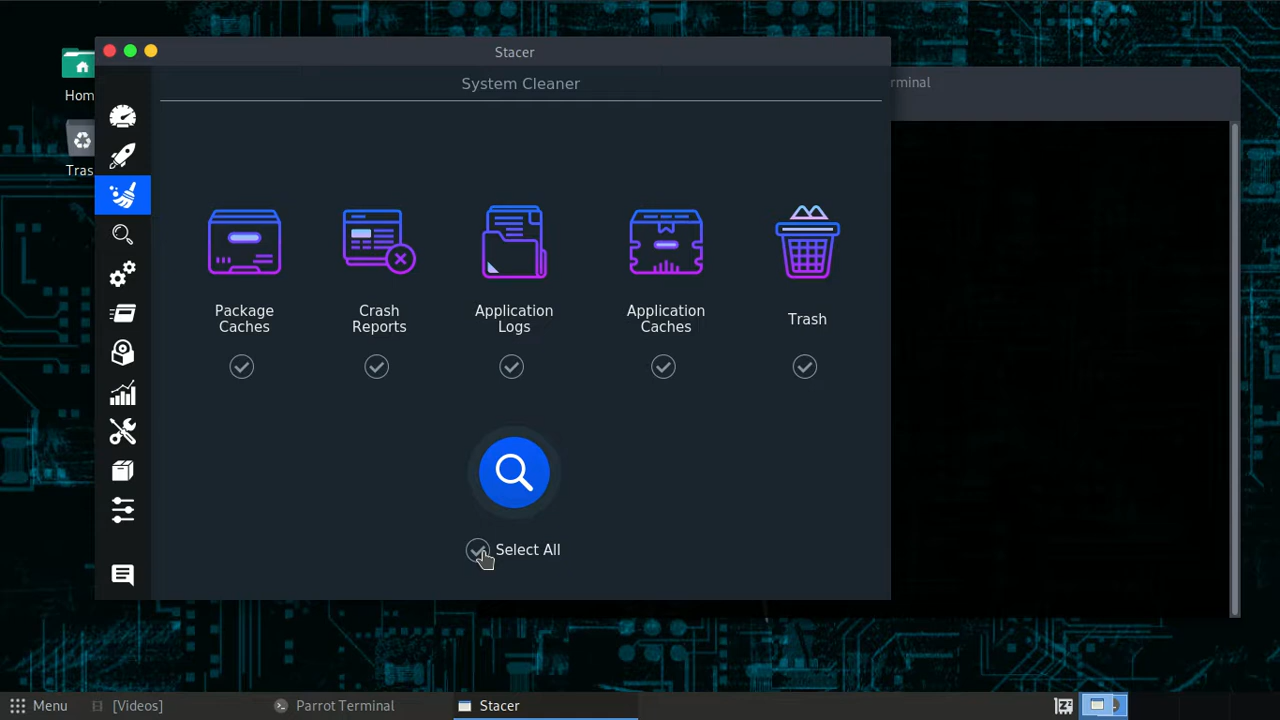 Stacer
System Cleaner
rminal
Hom
Tras
Package
Caches
Crash
Reports
Application
Logs
Application
Caches
Trash
Select All
Menu
[Videos]
Parrot Terminal
Stacer